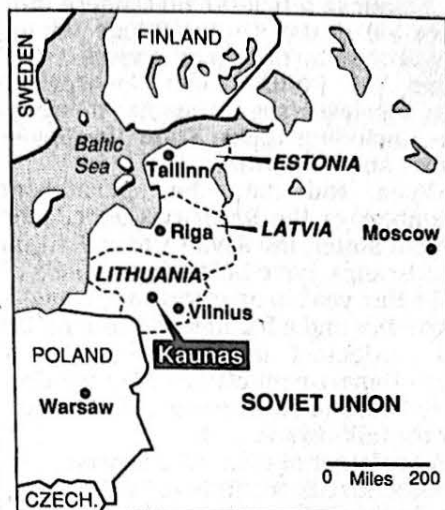 SWEDEN
FINLAND
Baltic
Sea
Tallinn
ESTONIA
Riga
LATVIA
Moscow
LITHUANIA
Vilnius
Kaunas
POLAND
Warsaw
SOVIET UNION
0 Miles 200
CZECH.